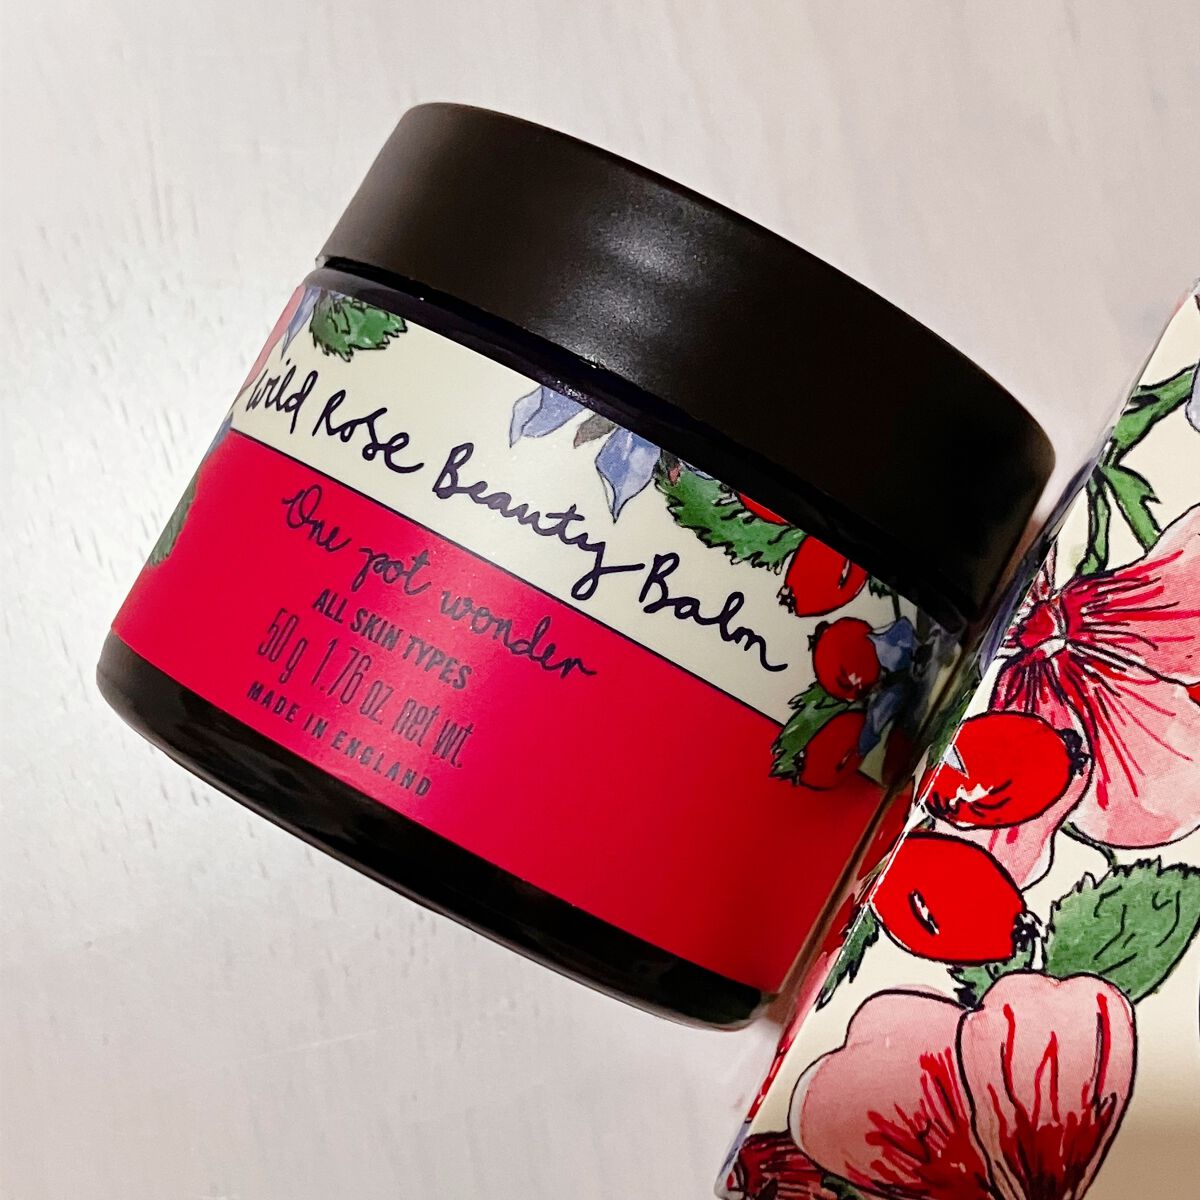 Wild Rose Beauty Balm
One pot wonder
ALL SKIN TYPES
50g 1.76 oz net wt.
MADE IN ENGLAND